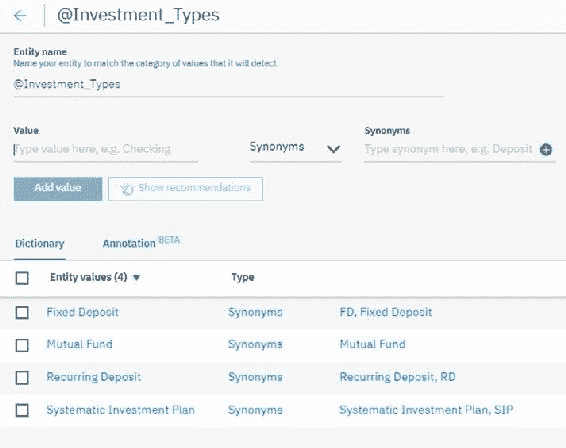 @Investment_Types
Entity name
Name your entity to match the category of values that it will detect.
@Investment_Types
Value Synonyms
Type value here, e.g. Checking Synonyms Type synonym here, e.g. Deposit
Add value Show recommendations
Dictionary Annotation BETA
Entity values (4) ▼ Type
Fixed Deposit Synonyms FD, Fixed Deposit
Mutual Fund Synonyms Mutual Fund
Recurring Deposit Synonyms Recurring Deposit, RD
Systematic Investment Plan Synonyms Systematic Investment Plan, SIP